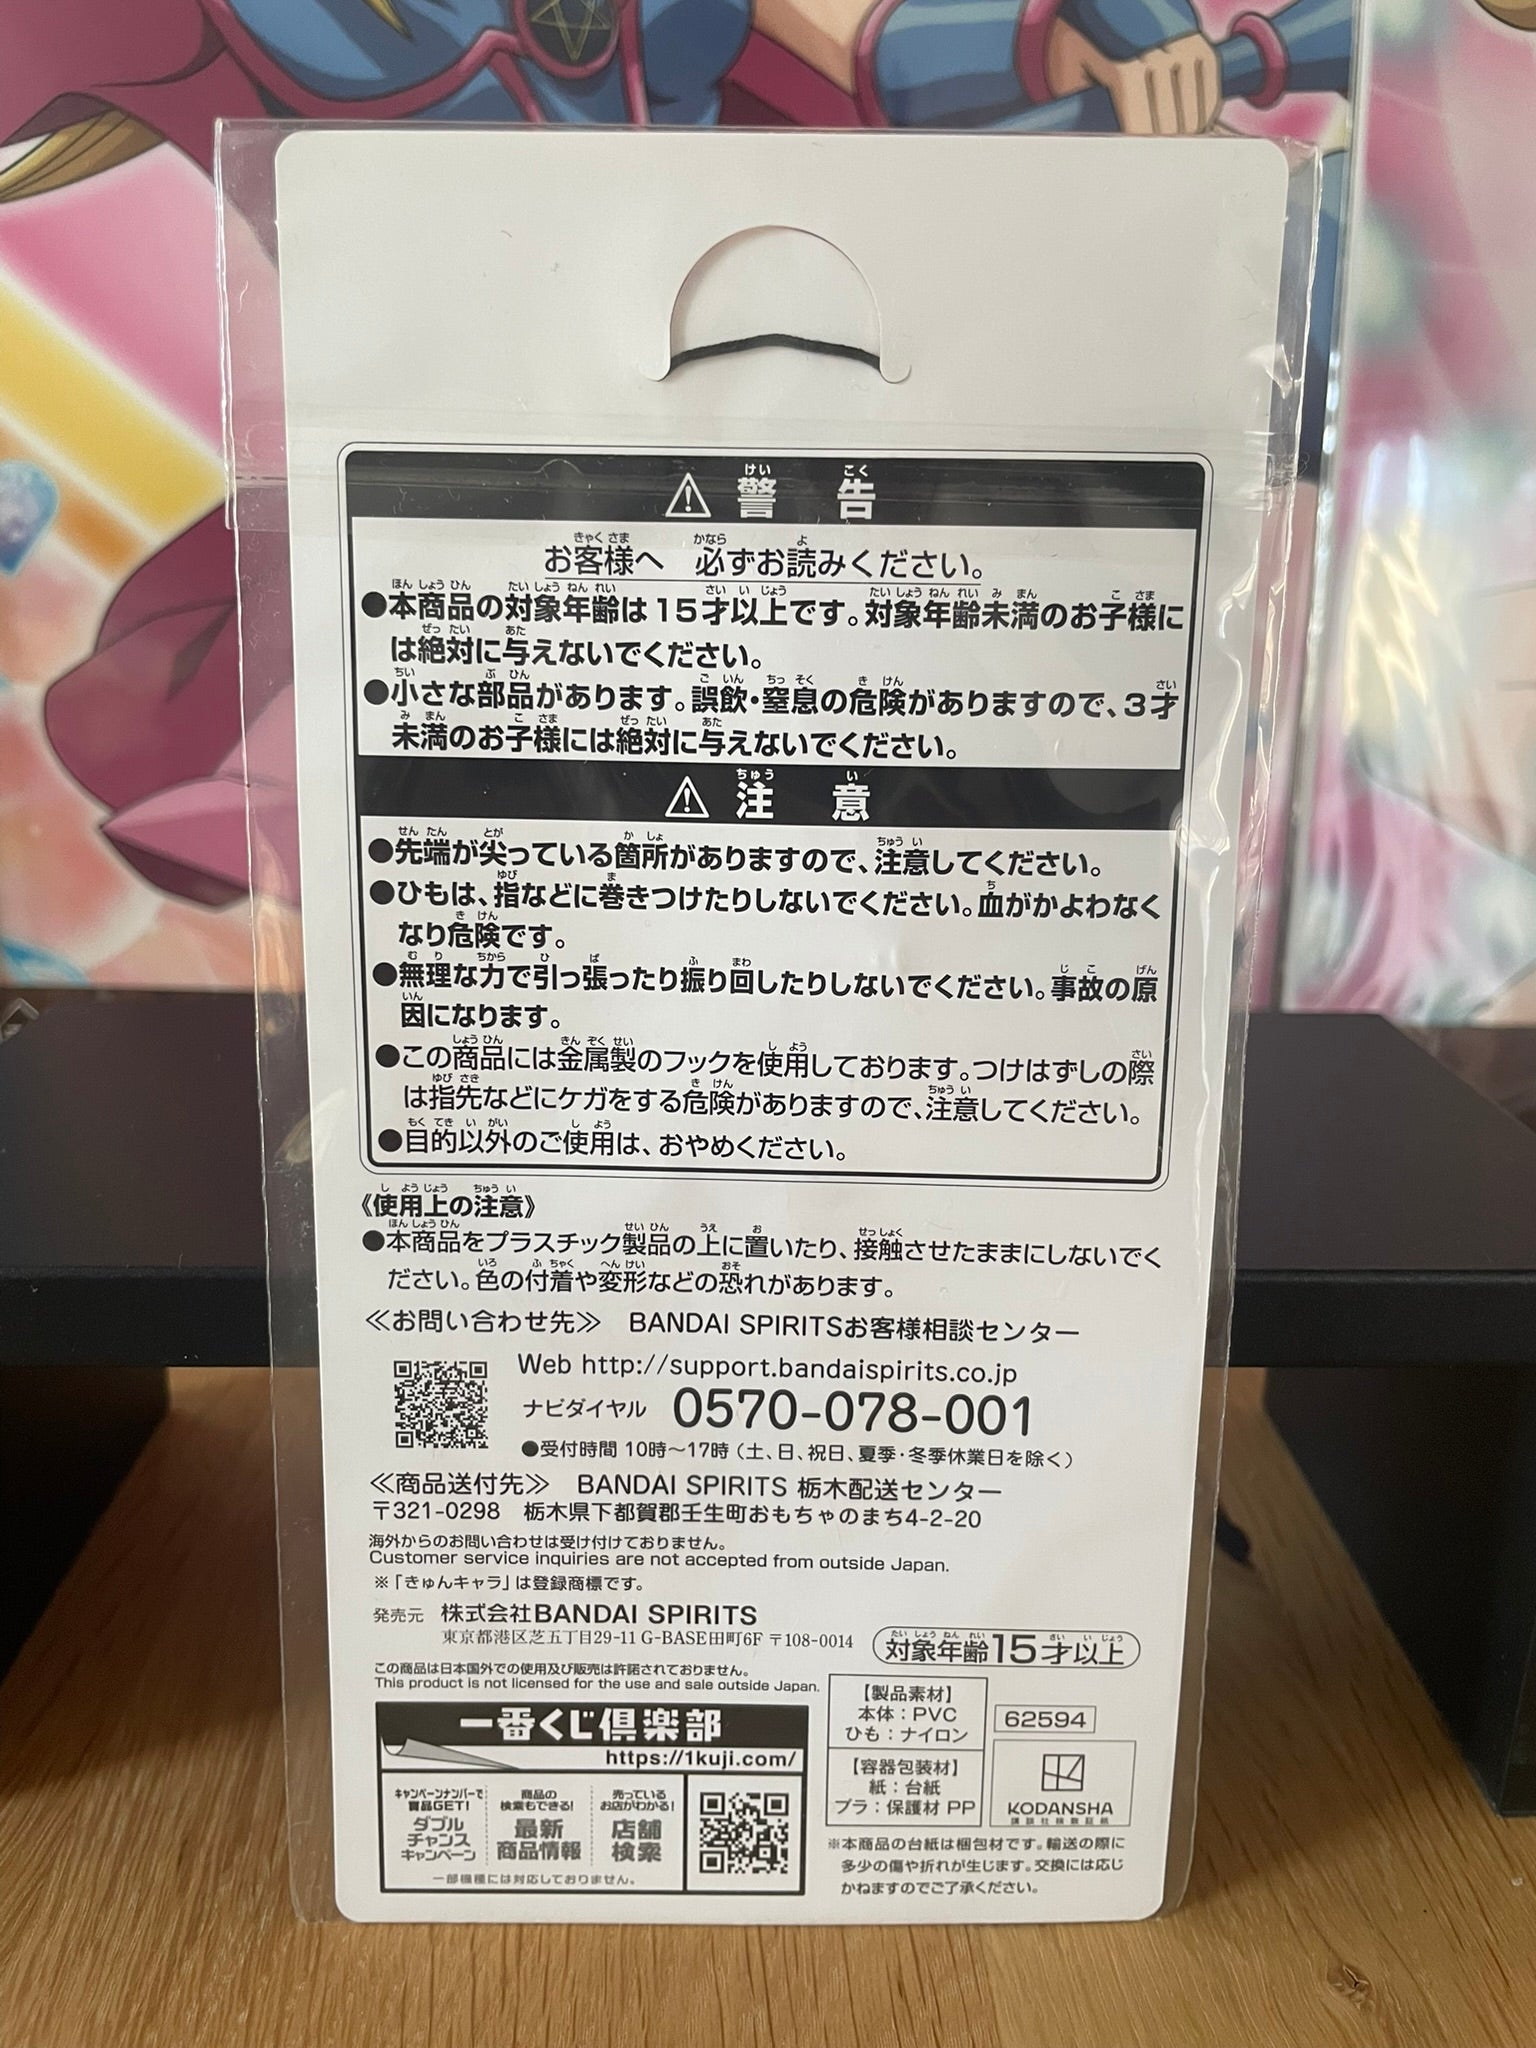 警告
お客様へ 必ずお読みください。
●本商品の対象年齢は15才以上です。対象年齢未満のお子様に
は絶対に与えないでください。
●小さな部品があります。誤飲・窒息の危険がありますので、3才
未満のお子様には絶対に与えないでください。
注意
●先端が尖っている箇所がありますので、注意してください。
●ひもは、指などに巻きつけたりしないでください。血がかよわなく
なり危険です。
●無理な力で引っ張ったり振り回したりしないでください。事故の原
因になります。
●この商品には金属製のフックを使用しております。つけはずしの際
は指先などにケガをする危険がありますので、注意してください。
●目的以外のご使用は、おやめください。
《使用上の注意》
●本商品をプラスチック製品の上に置いたり、接触させたままにしないでく
ださい。色の付着や変形などの恐れがあります。
≪お問い合わせ先≫ BANDAI SPIRITSお客様相談センター
Web http://support.bandaispirits.co.jp
ナビダイヤル 0570-078-001
●受付時間 10時〜17時(土、日、祝日、夏季・冬季休業日を除く)
≪商品送付先≫ BANDAI SPIRITS 栃木配送センター
〒321-0298 栃木県下都賀郡壬生町おもちゃのまち4-2-20
海外からのお問い合わせは受け付けておりません。
Customer service inquiries are not accepted from outside Japan.
※「きゅんキャラ」は登録商標です。
発売元 株式会社BANDAI SPIRITS
東京都港区芝五丁目29-11 G-BASE田町6F 〒108-0014
対象年齢15才以上
この商品は日本国外での使用及び販売は許諾されておりません。
This product is not licensed for the use and sale outside Japan.
一番くじ倶楽部
https://1kuji.com/
キャンペーンナンバーで
賞品GET!
ダブル
チャンス
キャンペーン
商品の
検索もできる!
最新
商品情報
売っている
お店がわかる!
店舗
検索
一部機種には対応しておりません。
【製品素材】
本体:PVC
ひも:ナイロン
【容器包装材】
紙:台紙
プラ:保護材 PP
62594
KODANSHA
講談社検数証紙
※本商品の台紙は梱包材です。輸送の際に
多少の傷や折れが生じます。交換には応じ
かねますのでご了承ください。